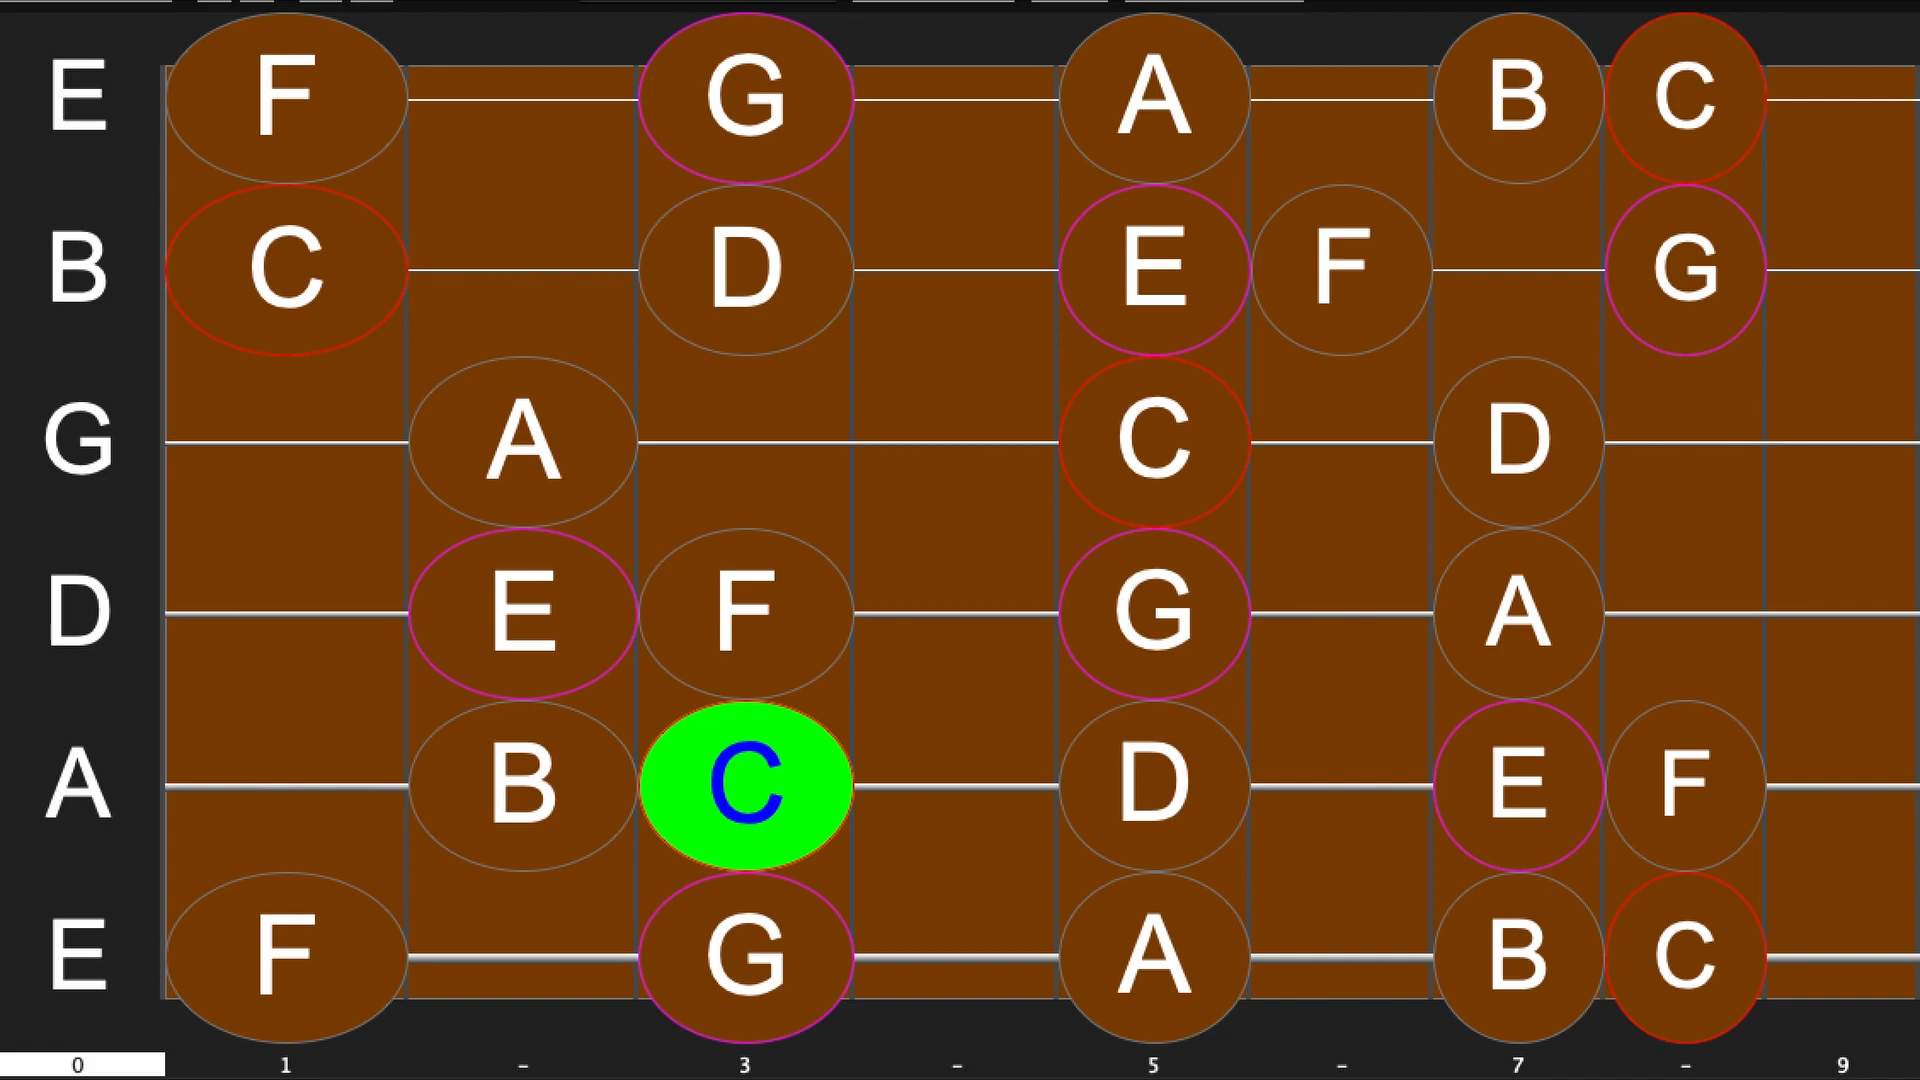 E F G A B C
B C D E F G
G A C D
D E F G A
A B C D E F
E F G A B C
0 1 - 3 - 5 - 7 - 9